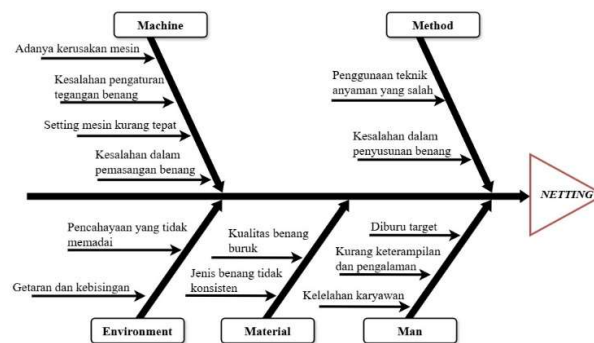 Machine
Method
Adanya kerusakan mesin
Kesalahan pengaturan
tegangan benang
Setting mesin kurang tepat
Kesalahan dalam
pemasangan benang
Penggunaan teknik
anyaman yang salah
Kesalahan dalam
penyusunan benang
NETTING
Pencahayaan yang tidak
memadai
Getaran dan kebisingan
Kualitas benang
buruk
Jenis benang tidak
konsisten
Diburu target
Kurang keterampilan
dan pengalaman
Kelelahan karyawan
Environment
Material
Man